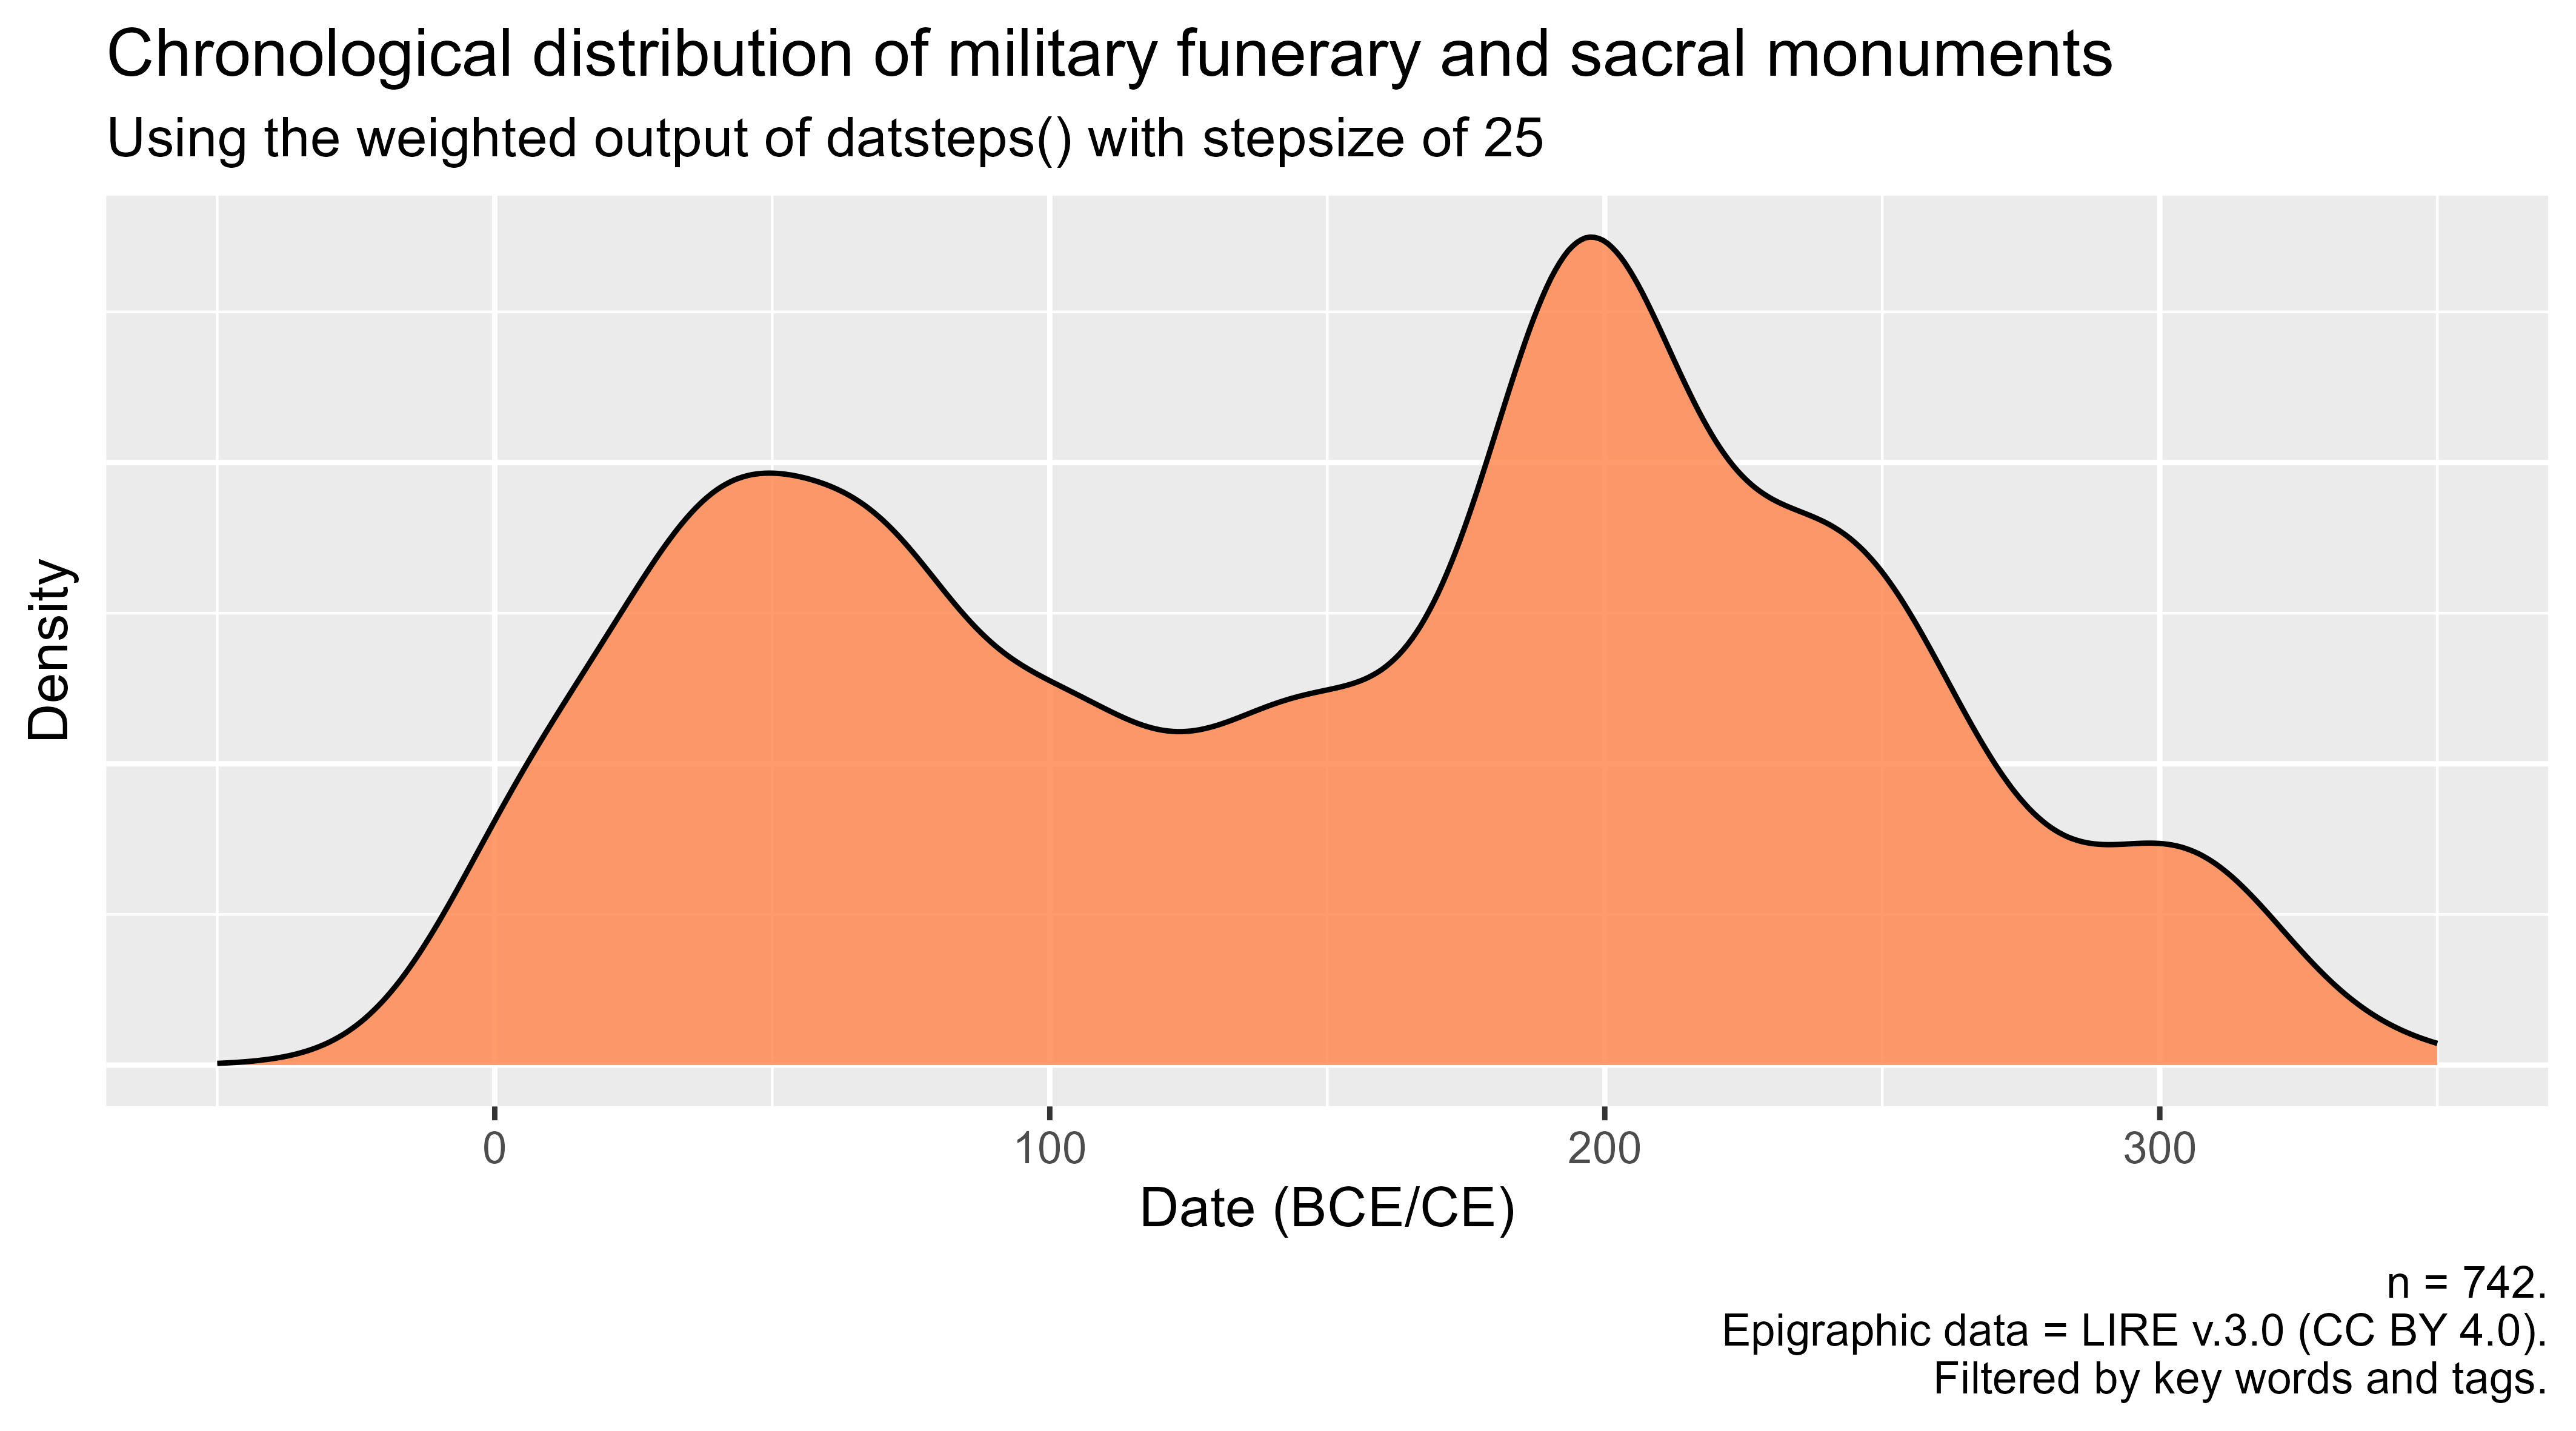 Chronological distribution of military funerary and sacral monuments
Using the weighted output of datsteps() with stepsize of 25
Density
0 100 200 300
Date (BCE/CE)
n = 742.
Epigraphic data = LIRE v.3.0 (CC BY 4.0).
Filtered by key words and tags.